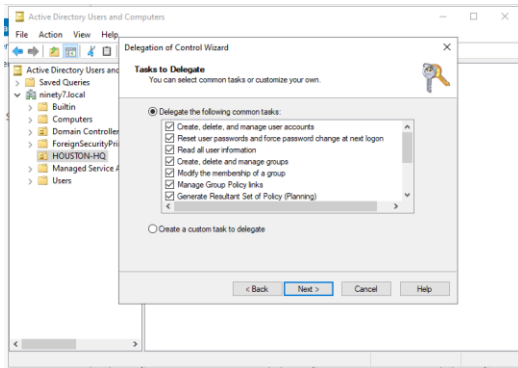 Active Directory Users and Computers
File Action View Help
Active Directory Users and
Saved Queries
ninety7.local
Builtin
Computers
Domain Controller
ForeignSecurityPri
HOUSTON-HQ
Managed Service A
Users
Delegation of Control Wizard
Tasks to Delegate
You can select common tasks or customize your own.
Delegate the following common tasks:
Create, delete, and manage user accounts
Reset user passwords and force password change at next logon
Read all user information
Create, delete and manage groups
Modify the membership of a group
Manage Group Policy links
Generate Resultant Set of Policy (Planning)
Create a custom task to delegate
< Back Next > Cancel Help